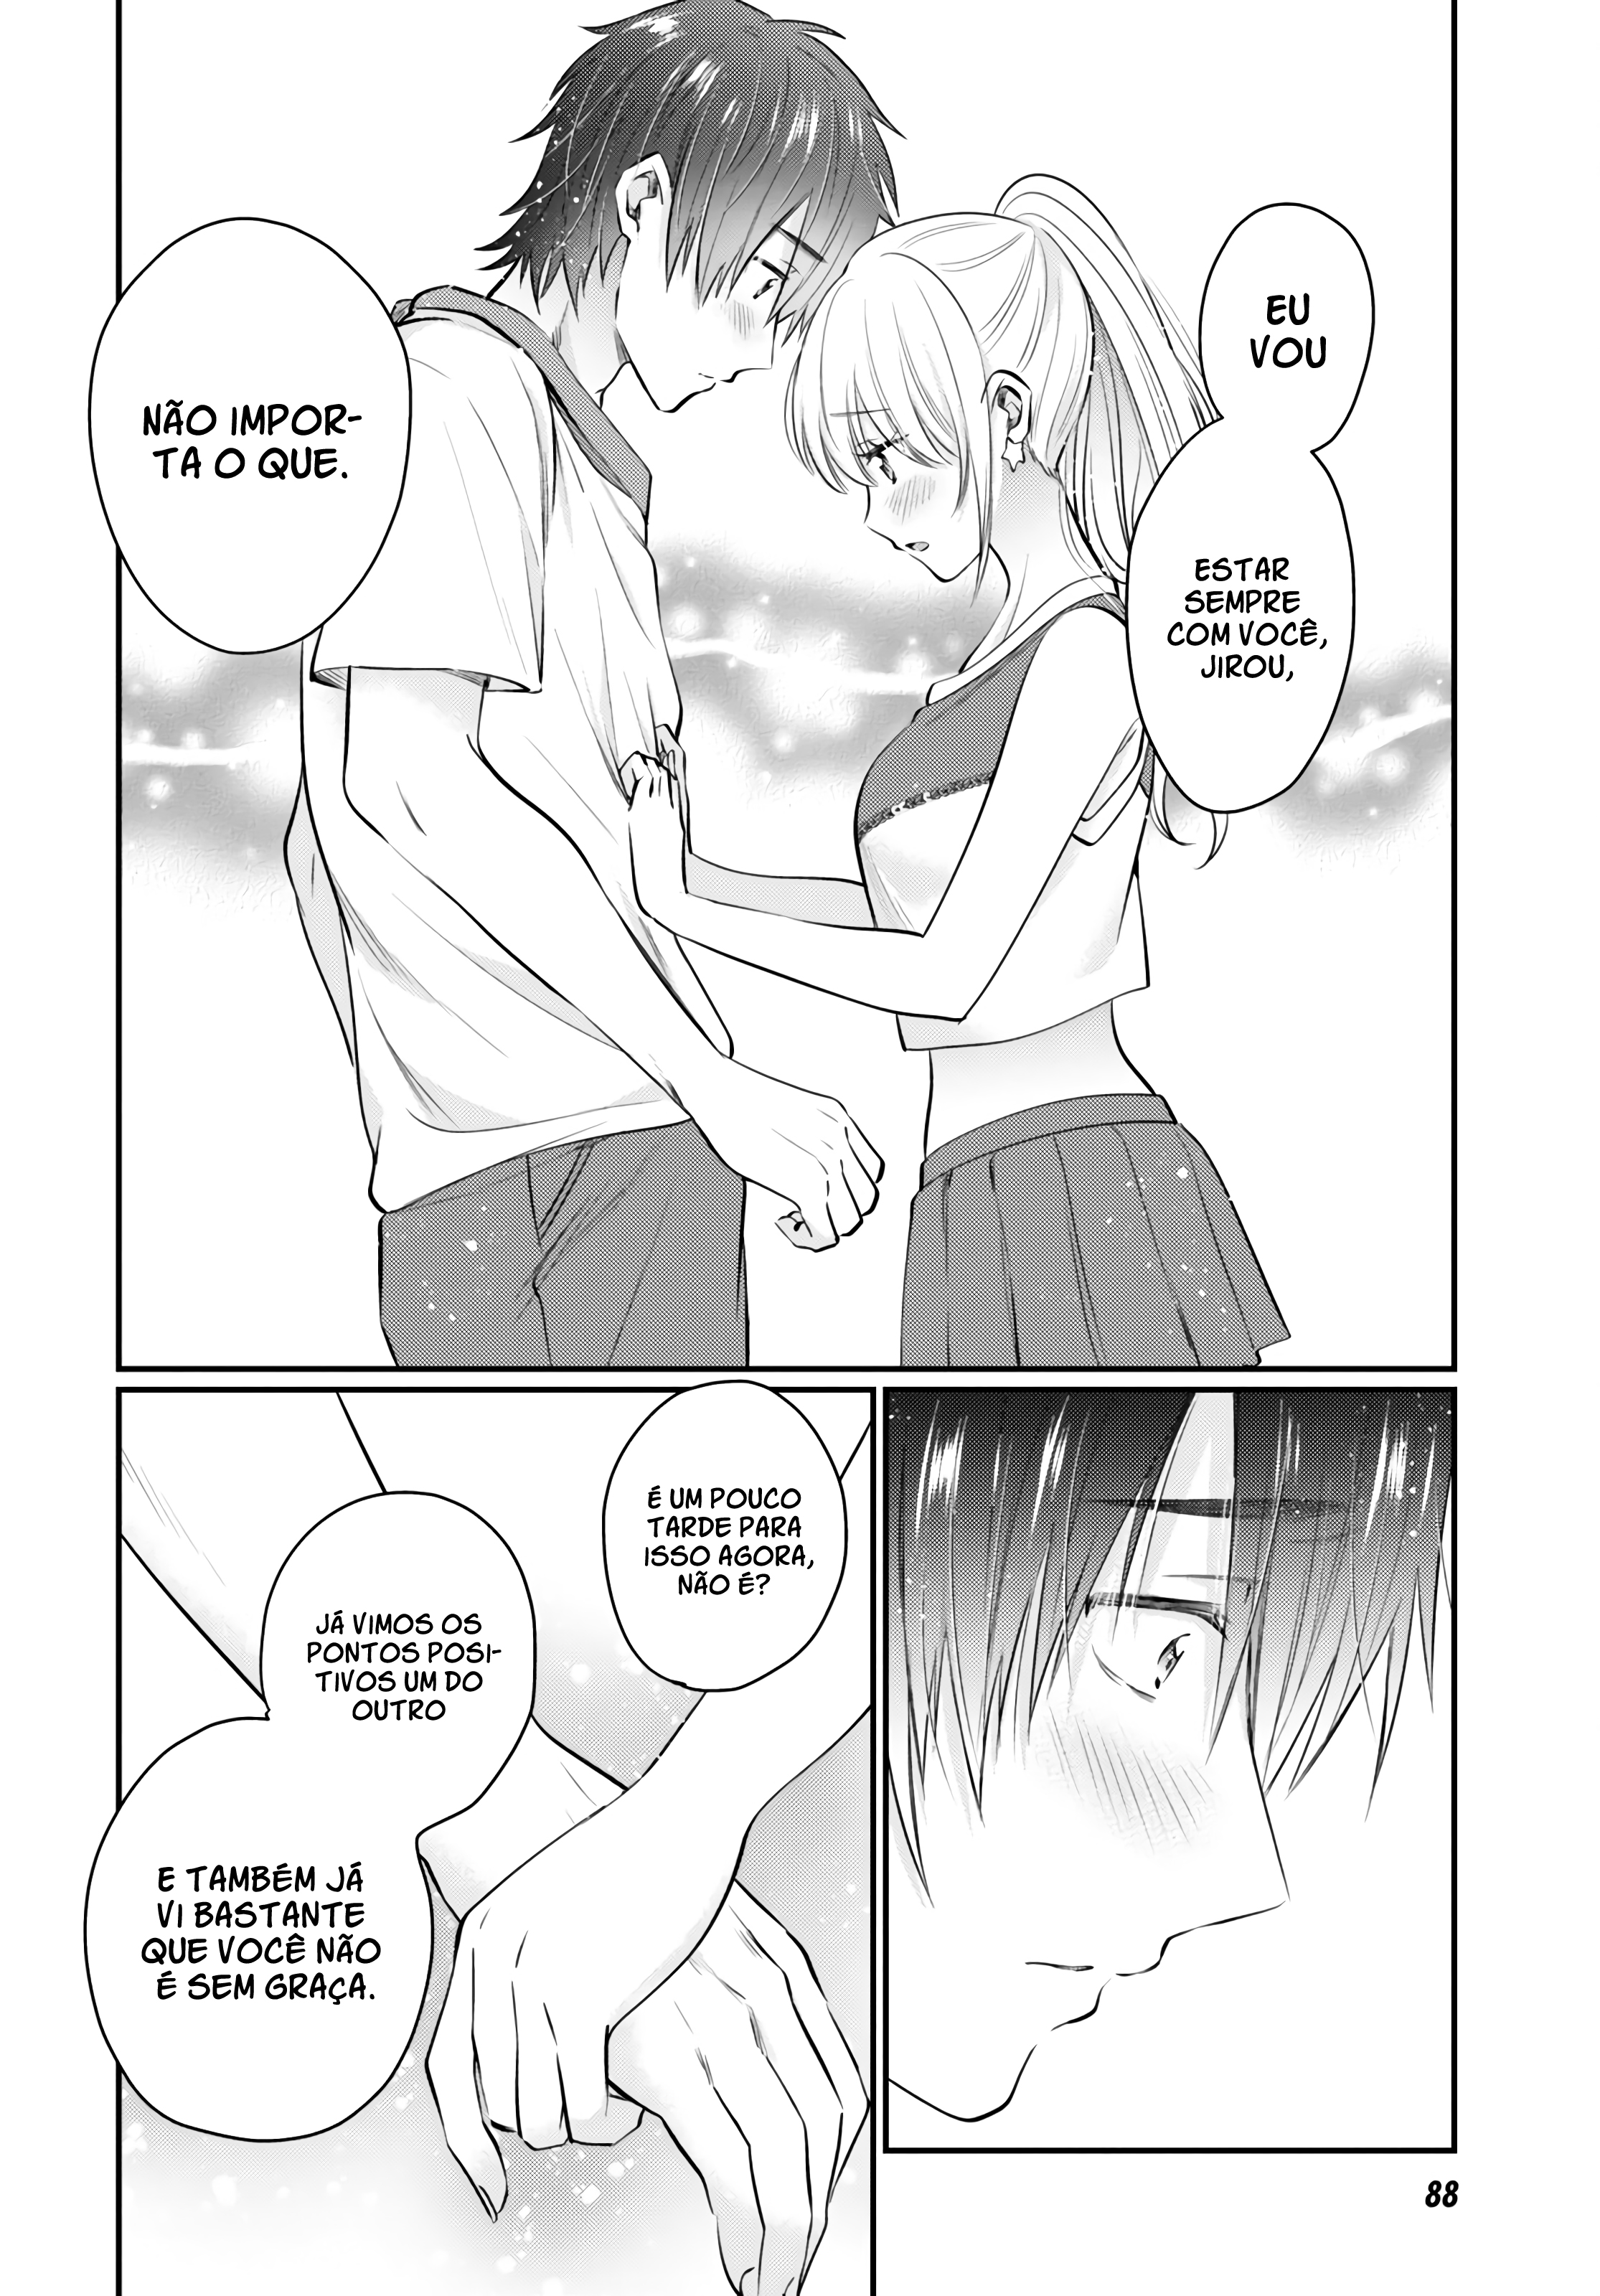 EU
VOU
ESTAR
SEMPRE
COM VOCÊ,
JIROU,
NÃO IMPOR-
TA O QUE.
É UM POUCO
TARDE PARA
ISSO AGORA,
NÃO É?
JÁ VIMOS OS
PONTOS POSI-
TIVOS UM DO
OUTRO
E TAMBÉM JÁ
VI BASTANTE
QUE VOCÊ NÃO
É SEM GRAÇA.
88